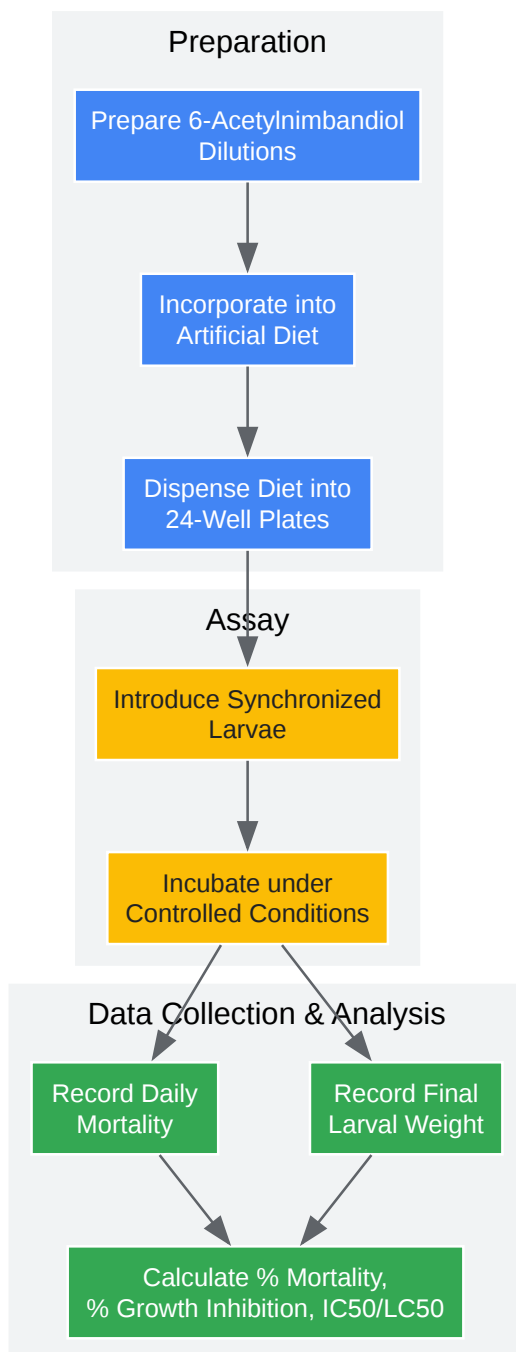 Preparation
Prepare 6-Acetylnimbandiol
Dilutions
Incorporate into
Artificial Diet
Dispense Diet into
24-Well Plates
Assay
Introduce Synchronized
Larvae
Incubate under
Controlled Conditions
Data Collection & Analysis
Record Daily
Mortality
Record Final
Larval Weight
Calculate % Mortality,
% Growth Inhibition, IC50/LC50